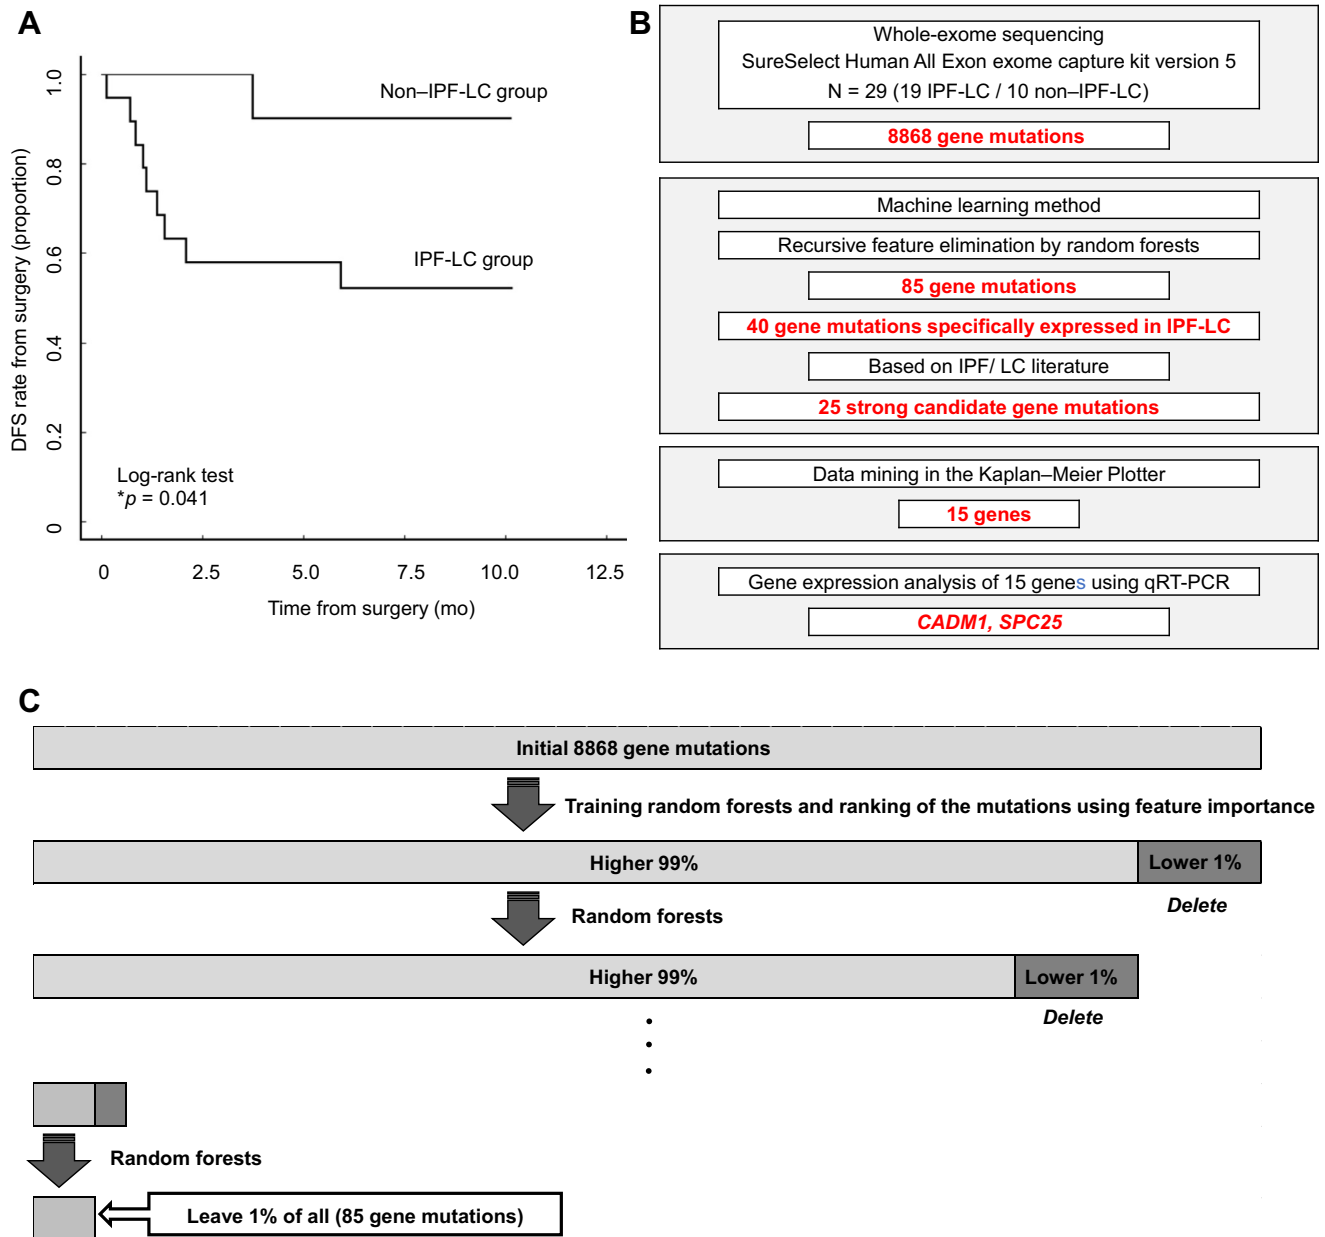 A
1.0
0.8
0.6
0.4
0.2
0
DFS rate from surgery (proportion)
Non–IPF-LC group
IPF-LC group
Log-rank test
*p = 0.041
0 2.5 5.0 7.5 10.0 12.5
Time from surgery (mo)
B
Whole-exome sequencing
SureSelect Human All Exon exome capture kit version 5
N = 29 (19 IPF-LC / 10 non–IPF-LC)
8868 gene mutations
Machine learning method
Recursive feature elimination by random forests
85 gene mutations
40 gene mutations specifically expressed in IPF-LC
Based on IPF/ LC literature
25 strong candidate gene mutations
Data mining in the Kaplan–Meier Plotter
15 genes
Gene expression analysis of 15 genes using qRT-PCR
CADM1, SPC25
C
Initial 8868 gene mutations
Training random forests and ranking of the mutations using feature importance
Higher 99% Lower 1%
Delete
Random forests
Higher 99% Lower 1%
Delete
Random forests
Leave 1% of all (85 gene mutations)